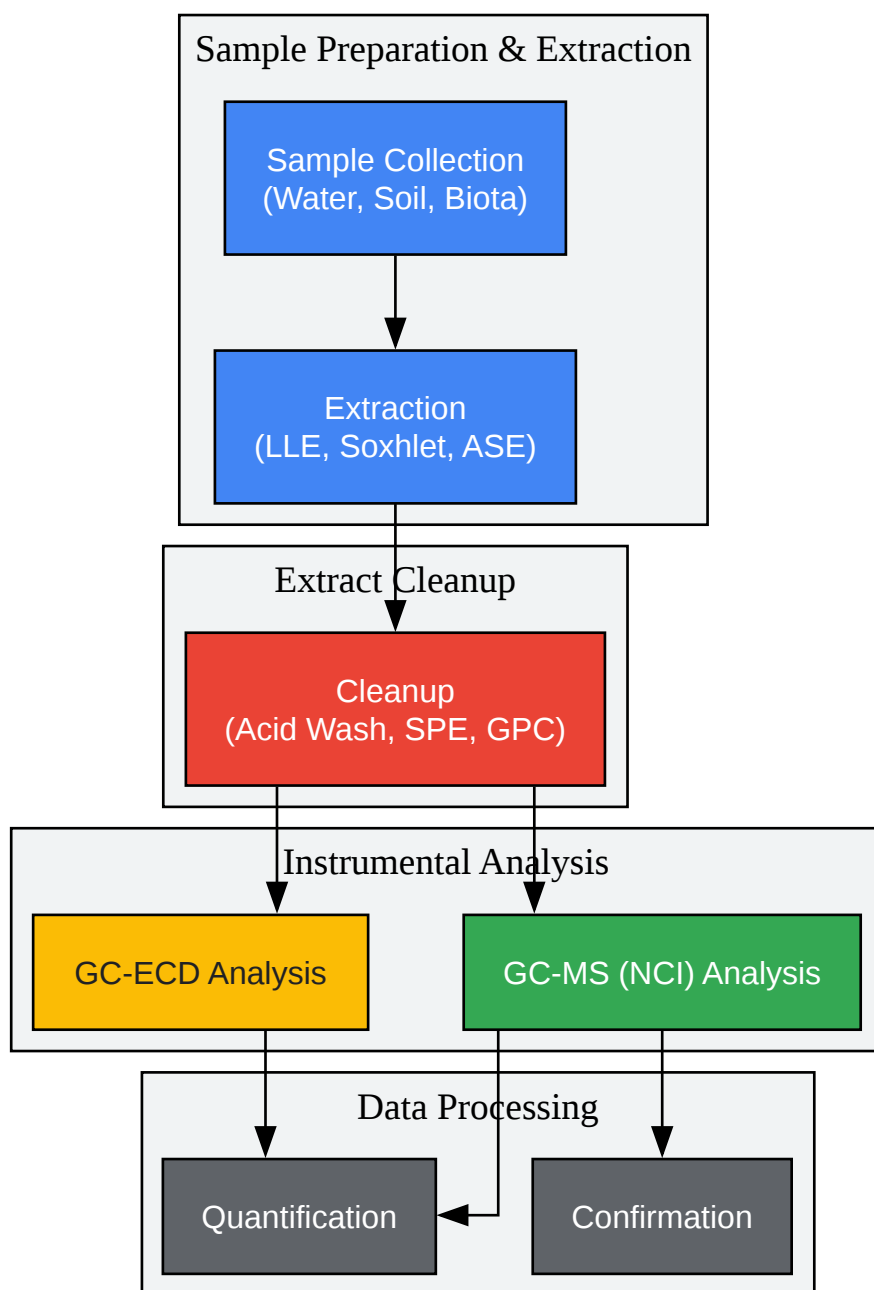 Sample Preparation & Extraction
Sample Collection
(Water, Soil, Biota)
Extraction
(LLE, Soxhlet, ASE)
Extract Cleanup
Cleanup
(Acid Wash, SPE, GPC)
Instrumental Analysis
GC-ECD Analysis
GC-MS (NCI) Analysis
Data Processing
Quantification
Confirmation